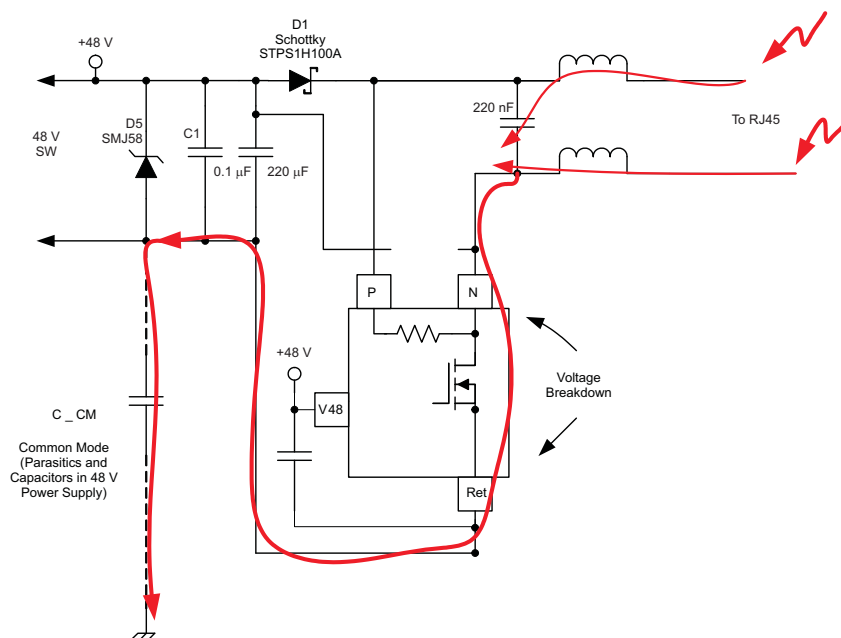 D1
Schottky
STPS1H100A
+48 V
220 nF
To RJ45
D5
SMJ58
C1
48 V
SW
0.1 μF
220 μF
P
N
+48 V
V48
Voltage
Breakdown
C _ CM
Common Mode
(Parasitics and
Capacitors in 48 V
Power Supply)
Ret